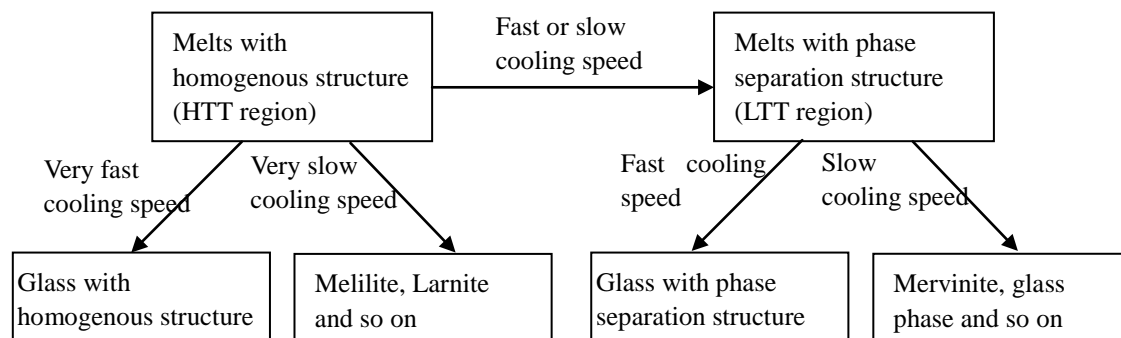 Melts with
homogenous structure
(HTT region)
Fast or slow
cooling speed
Melts with phase
separation structure
(LTT region)
Very fast
cooling speed
Very slow
cooling speed
Fast cooling
speed
Slow
cooling speed
Glass with
homogenous structure
Melilite, Larnite
and so on
Glass with phase
separation structure
Mervinite, glass
phase and so on